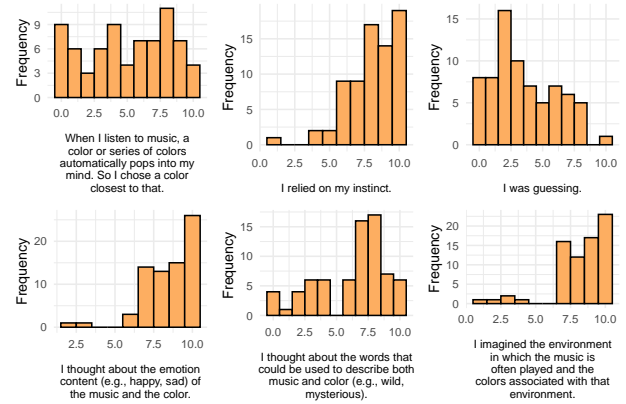 Frequency
9
6
3
0
0.0 2.5 5.0 7.5 10.0
When I listen to music, a
color or series of colors
automatically pops into my
mind. So I chose a color
closest to that.
Frequency
15
10
5
0
0.0 2.5 5.0 7.5 10.0
I relied on my instinct.
Frequency
15
10
5
0
0.0 2.5 5.0 7.5 10.0
I was guessing.
Frequency
20
10
0
2.5 5.0 7.5 10.0
I thought about the emotion
content (e.g., happy, sad) of
the music and the color.
Frequency
15
10
5
0
0.0 2.5 5.0 7.5 10.0
I thought about the words that
could be used to describe both
music and color (e.g., wild,
mysterious).
Frequency
20
15
10
5
0
0.0 2.5 5.0 7.5 10.0
I imagined the environment
in which the music is
often played and the
colors associated with that
environment.